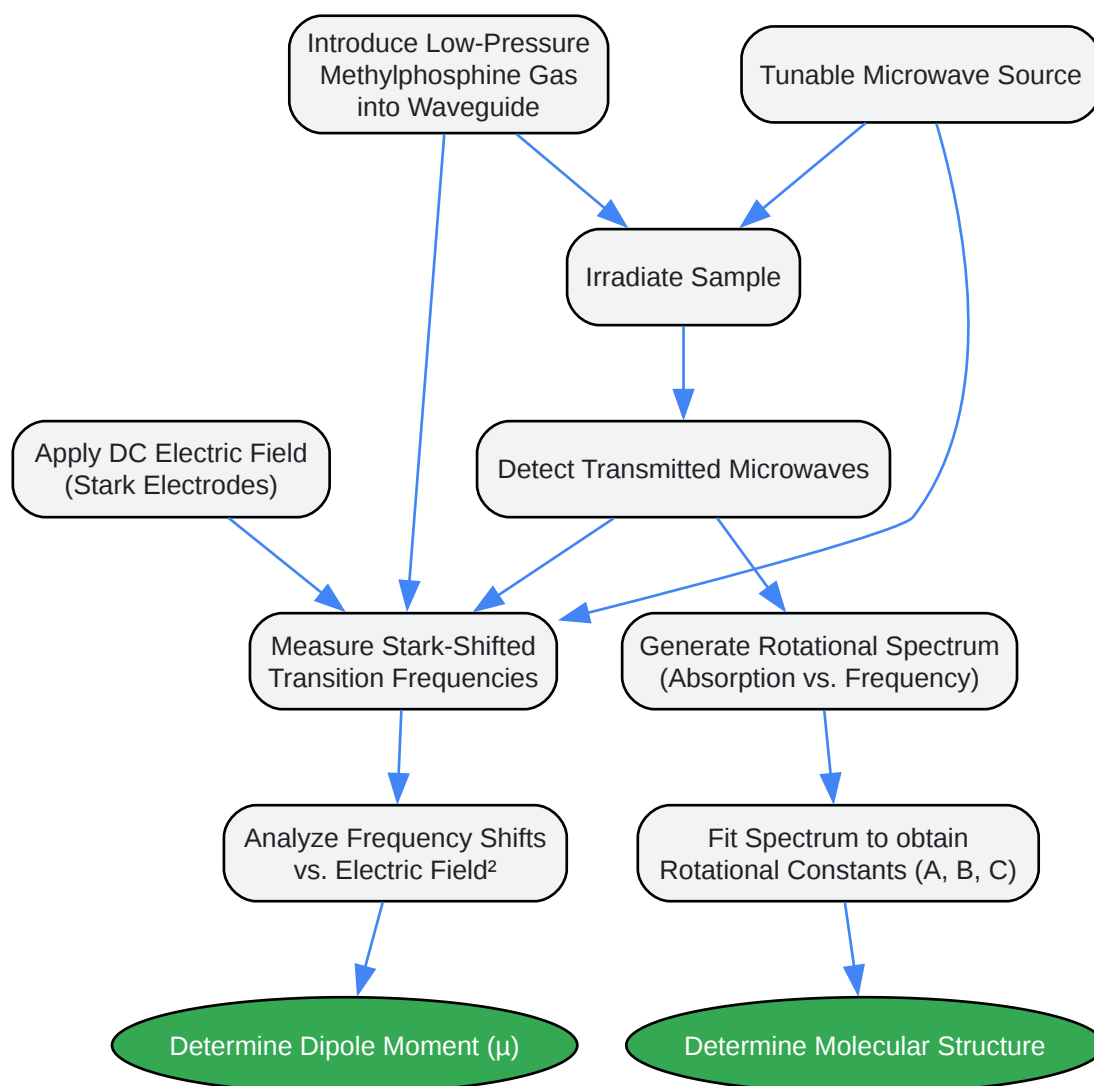 Introduce Low-Pressure
Methylphosphine Gas
into Waveguide
Tunable Microwave Source
Irradiate Sample
Apply DC Electric Field
(Stark Electrodes)
Detect Transmitted Microwaves
Measure Stark-Shifted
Transition Frequencies
Generate Rotational Spectrum
(Absorption vs. Frequency)
Analyze Frequency Shifts
vs. Electric Field²
Fit Spectrum to obtain
Rotational Constants (A, B, C)
Determine Dipole Moment (μ)
Determine Molecular Structure